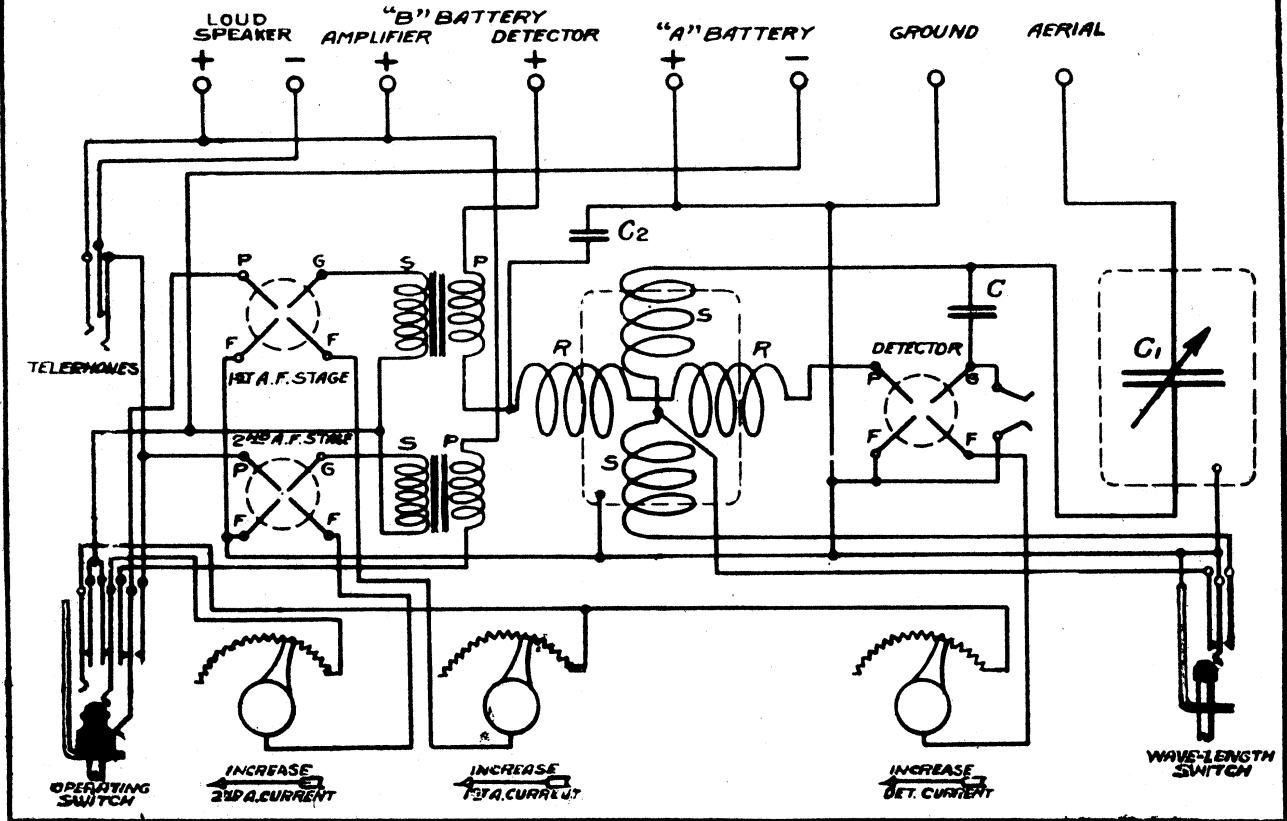 LOUD
SPEAKER
"B" BATTERY
AMPLIFIER
DETECTOR
"A" BATTERY
GROUND
AERIAL
+
−
+
+
+
−
C2
P
G
S
P
F
F
1ST A.F. STAGE
TELEPHONES
S
R
R
DETECTOR
C
C1
P
G
F
F
2ND A.F. STAGE
P
G
S
P
F
F
S
OPERATING
SWITCH
INCREASE
2ND A. CURRENT
INCREASE
1ST A. CURRENT
INCREASE
DET. CURRENT
WAVE-LENGTH
SWITCH